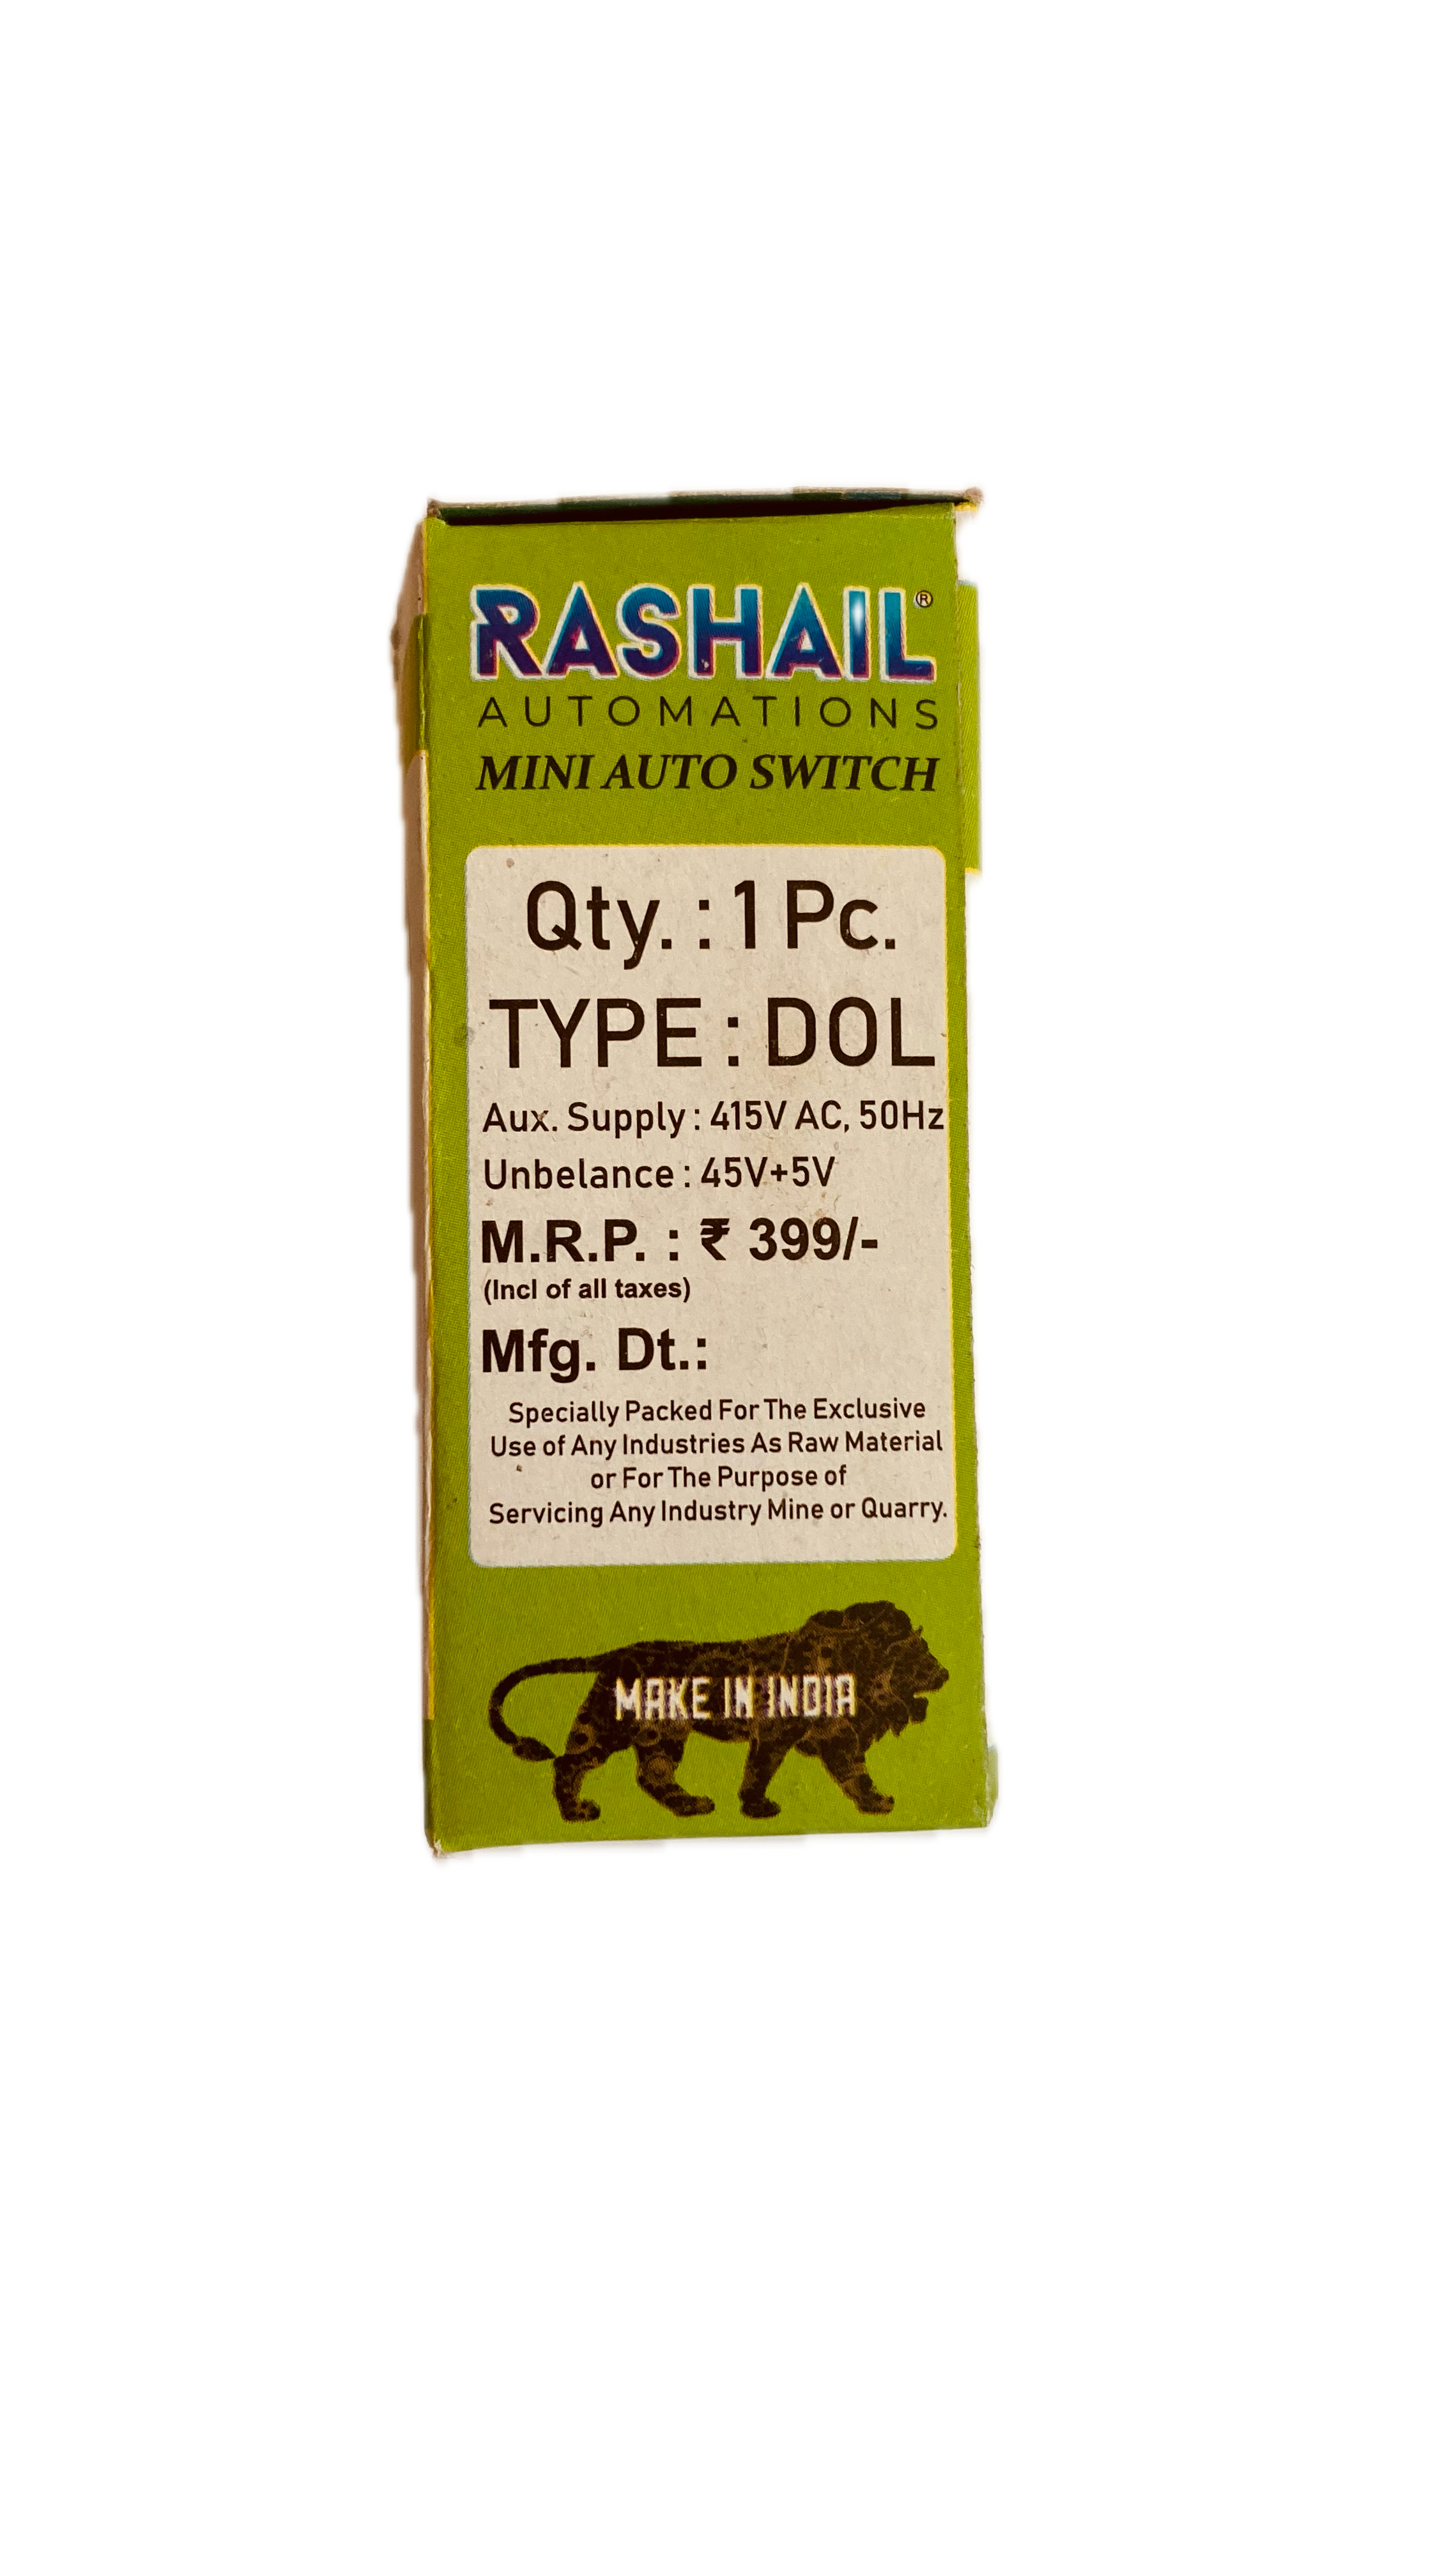 RASHAIL®
AUTOMATIONS
MINI AUTO SWITCH
Qty. : 1 Pc.
TYPE : DOL
Aux. Supply : 415V AC, 50Hz
Unbelance : 45V+5V
M.R.P. : ₹ 399/-
(Incl of all taxes)
Mfg. Dt.:
Specially Packed For The Exclusive
Use of Any Industries As Raw Material
or For The Purpose of
Servicing Any Industry Mine or Quarry.
MAKE IN INDIA